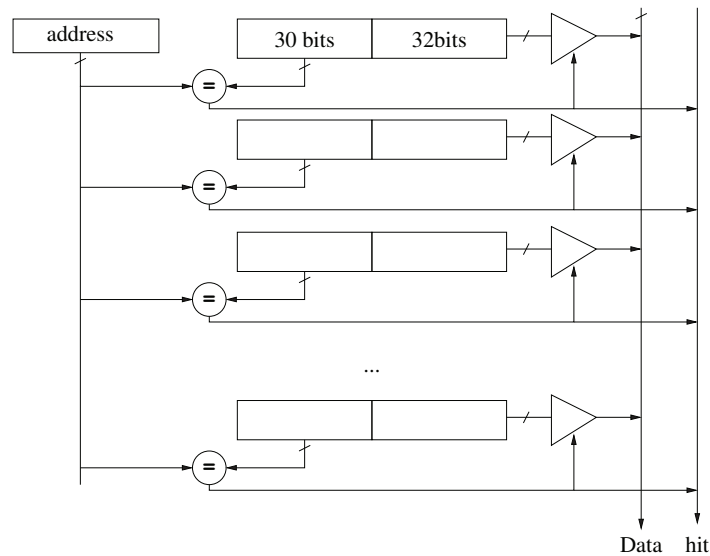 address
30 bits
32bits
=
=
=
...
=
Data
hit